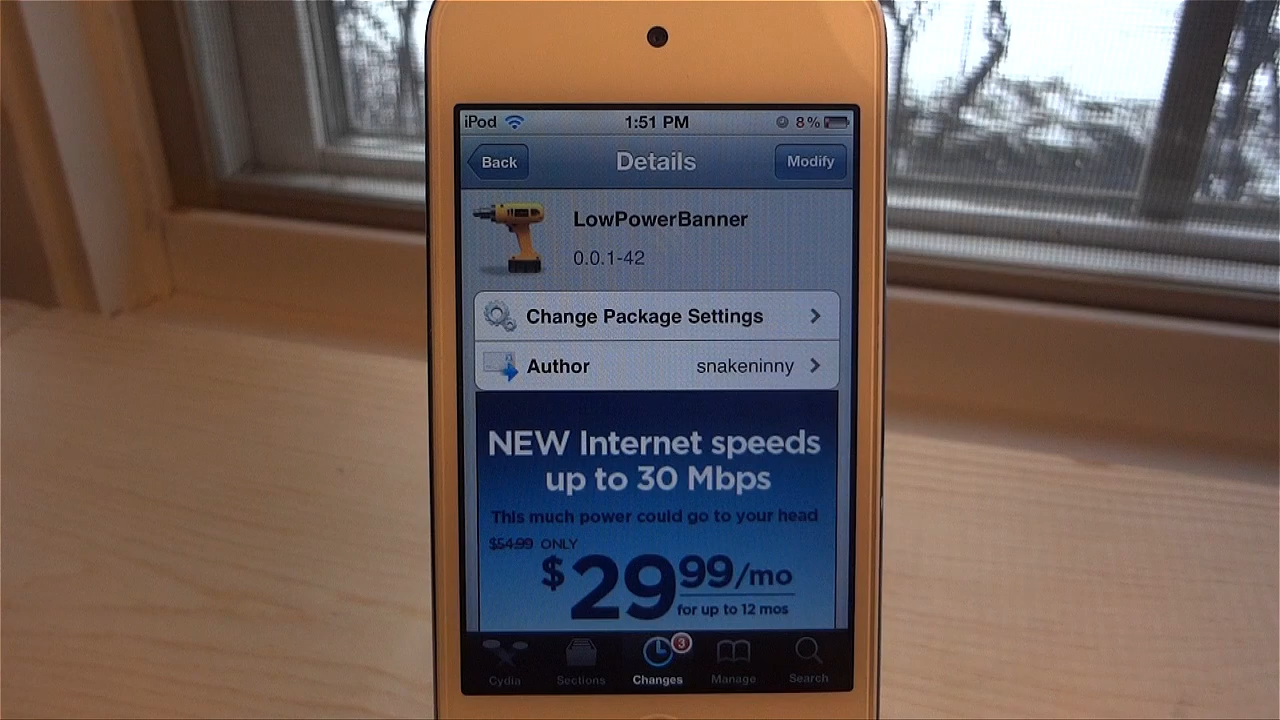 iPod 1:51 PM 8%
Back Details Modify
LowPowerBanner
0.0.1-42
Change Package Settings
Author snakeninny
NEW Internet speeds
up to 30 Mbps
This much power could go to your head
$54.99 ONLY
$29.99/mo
for up to 12 mos
3
Cydia Sections Changes Manage Search